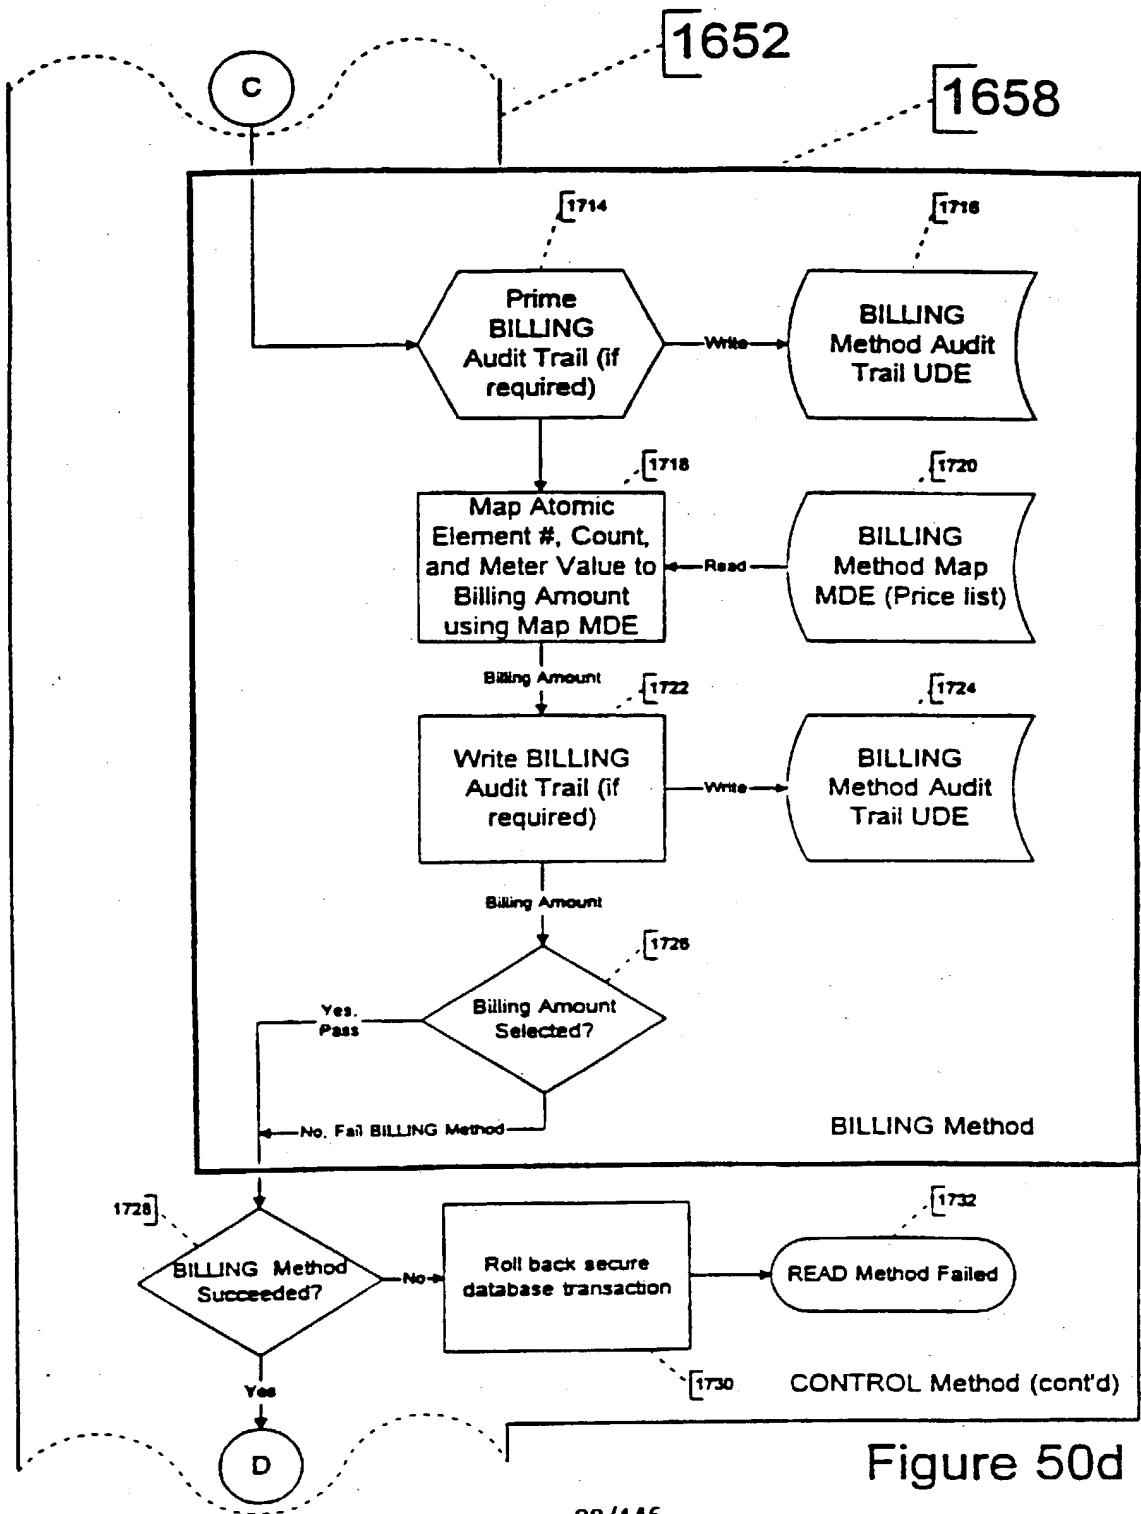 1652
C
1658
1714
1716
Prime
BILLING
Audit Trail (if
required)
Write
BILLING
Method Audit
Trail UDE
1718
1720
Map Atomic
Element #, Count,
and Meter Value to
Billing Amount
using Map MDE
Read
BILLING
Method Map
MDE (Price list)
Billing Amount
1722
1724
Write BILLING
Audit Trail (if
required)
Write
BILLING
Method Audit
Trail UDE
Billing Amount
1726
Billing Amount
Selected?
Yes,
Pass
No, Fail BILLING Method
BILLING Method
1728
1732
BILLING Method
Succeeded?
No
Roll back secure
database transaction
READ Method Failed
1730
CONTROL Method (cont'd)
Yes
D
Figure 50d